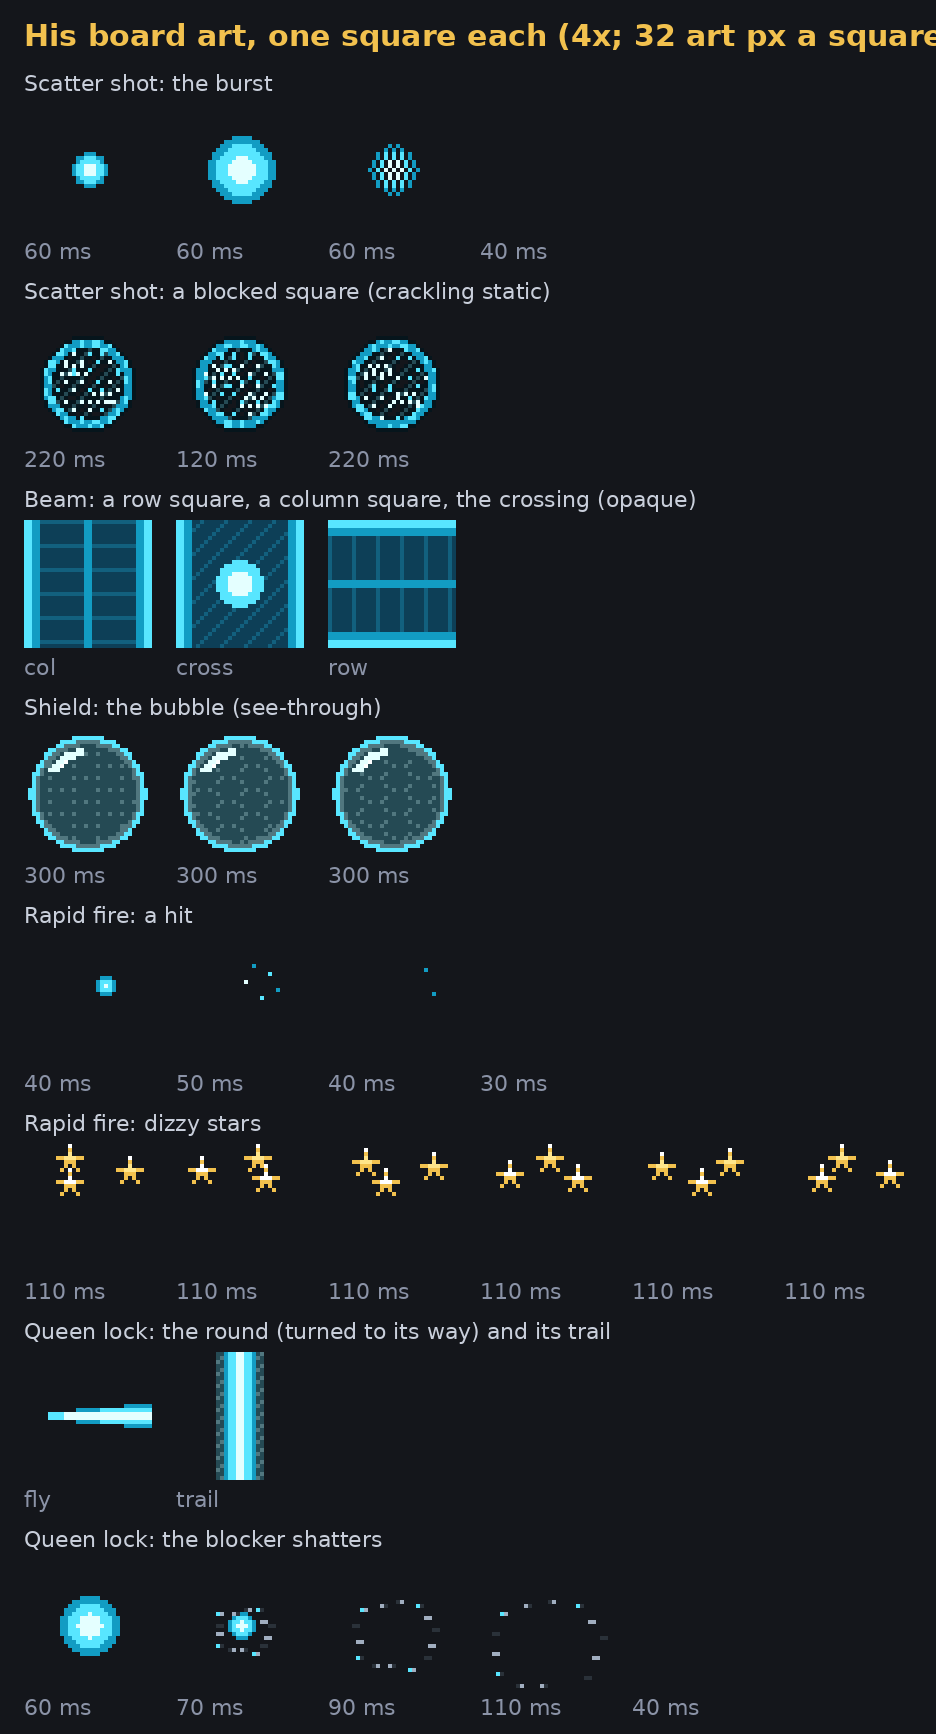 His board art, one square each (4x; 32 art px a square
Scatter shot: the burst
60 ms 60 ms 60 ms 40 ms
Scatter shot: a blocked square (crackling static)
220 ms 120 ms 220 ms
Beam: a row square, a column square, the crossing (opaque)
col cross row
Shield: the bubble (see-through)
300 ms 300 ms 300 ms
Rapid fire: a hit
40 ms 50 ms 40 ms 30 ms
Rapid fire: dizzy stars
110 ms 110 ms 110 ms 110 ms 110 ms 110 ms
Queen lock: the round (turned to its way) and its trail
fly trail
Queen lock: the blocker shatters
60 ms 70 ms 90 ms 110 ms 40 ms